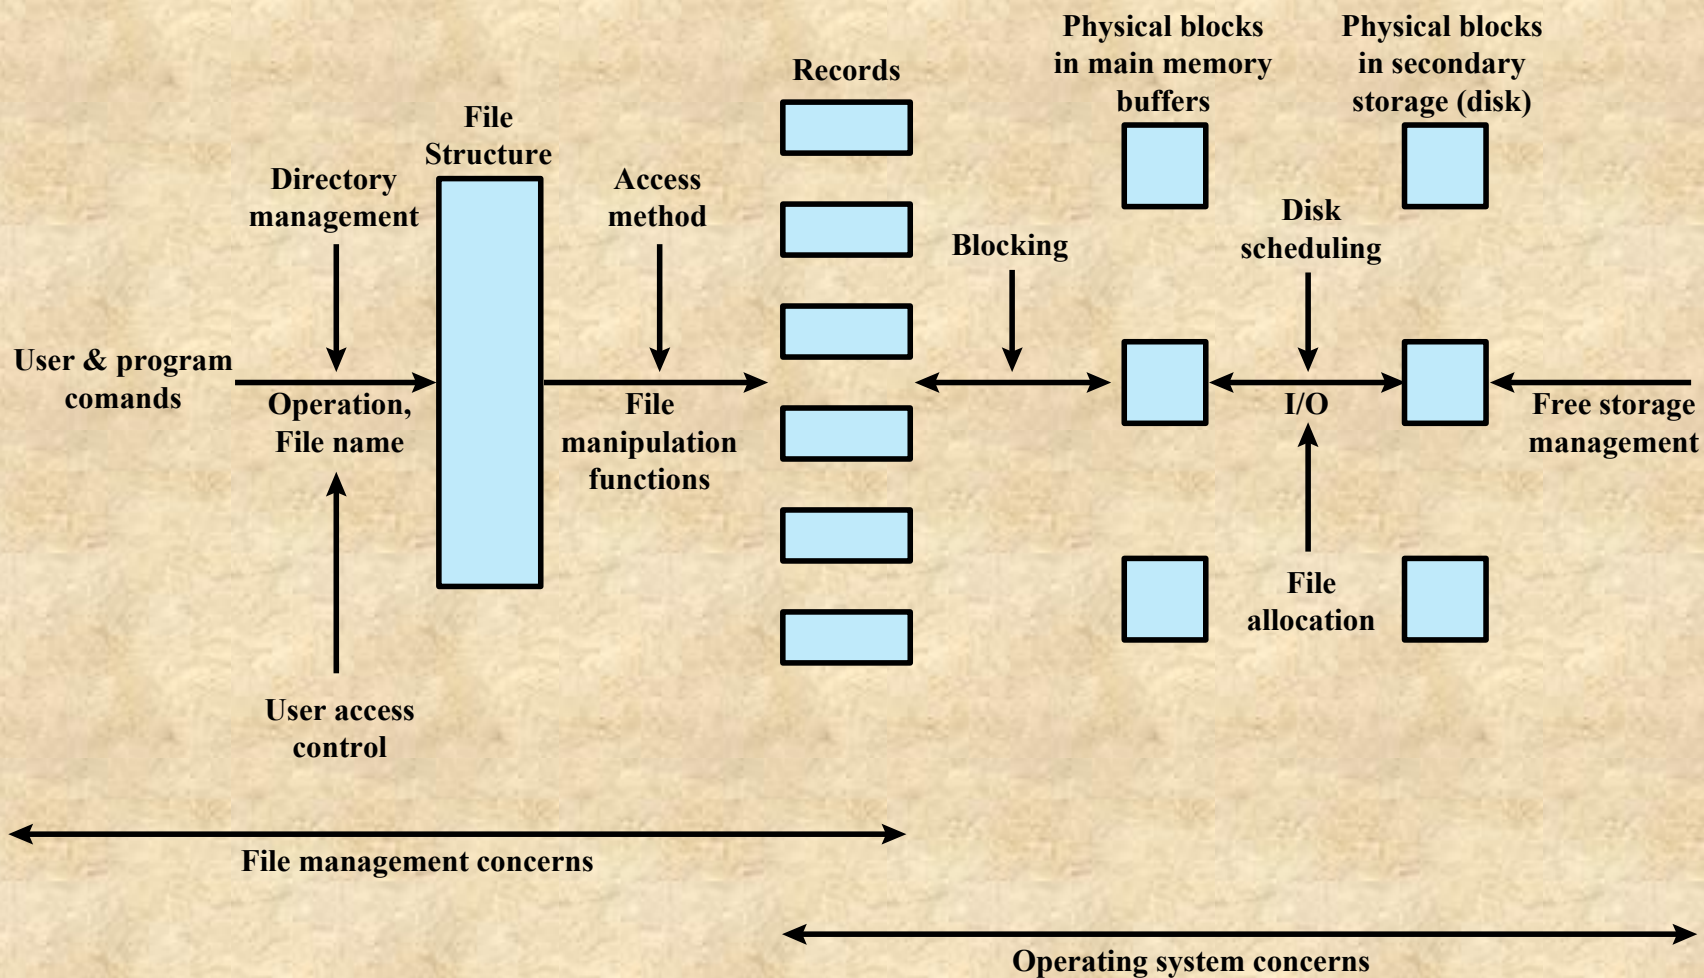 Physical blocks
in main memory
buffers
Physical blocks
in secondary
storage (disk)
Records
File
Structure
Directory
management
Access
method
Blocking
Disk
scheduling
User & program
comands
Operation,
File name
File
manipulation
functions
I/O
Free storage
management
File
allocation
User access
control
File management concerns
Operating system concerns